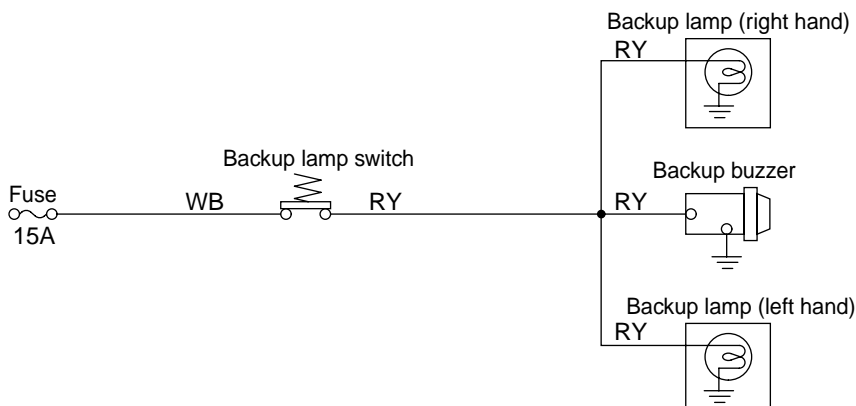 Backup lamp (right hand)
RY
Backup lamp switch
Backup buzzer
Fuse
WB
RY
RY
15A
Backup lamp (left hand)
RY